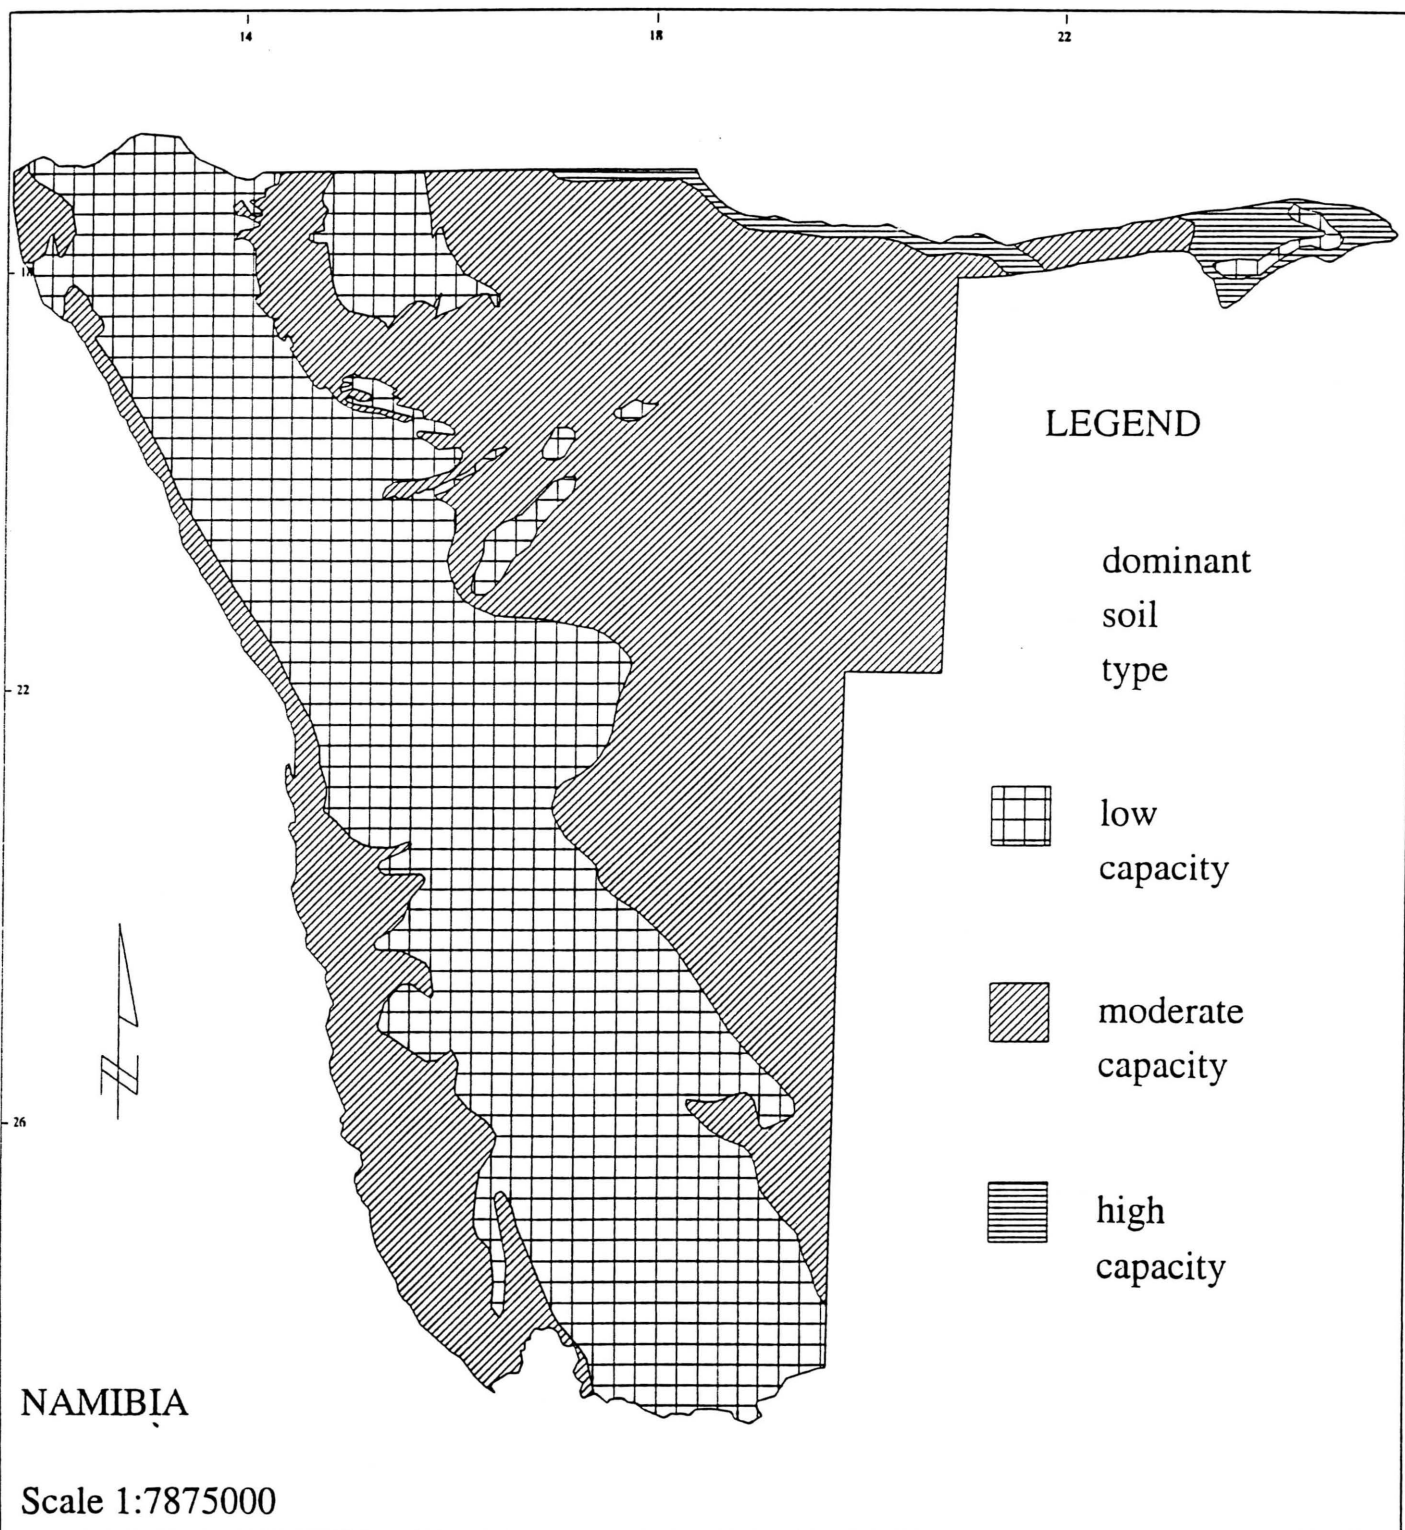 14
18
22
18
LEGEND
dominant
soil
type
22
low
capacity
moderate
capacity
26
high
capacity
NAMIBIA
Scale 1:7875000